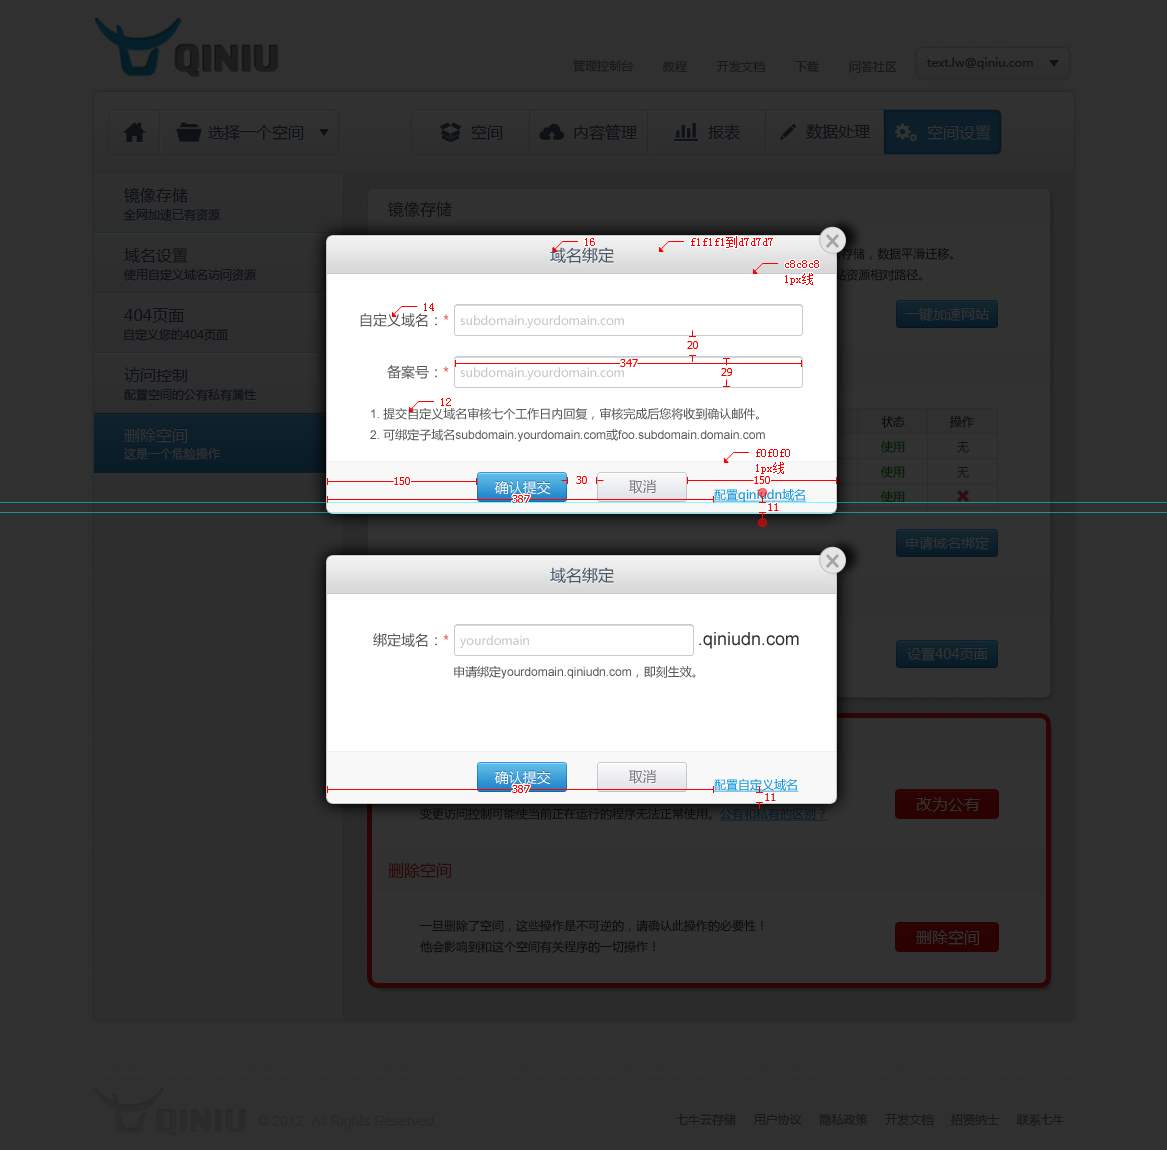 QINIU
管理控制台 教程 开发文档 下载 问答社区 text.lw@qiniu.com
选择一个空间 空间 内容管理 报表 数据处理 空间设置
镜像存储
全网加速已有资源
域名设置
使用自定义域名访问资源
404页面
自定义您的404页面
访问控制
配置空间的公有私有属性
删除空间
这是一个危险操作
镜像存储
存储，数据平滑迁移。
资源相对路径。
一键加速网站
状态 操作
使用 无
使用 无
使用
申请域名绑定
设置404页面
16
f1f1f1到d7d7d7
域名绑定
c8c8c8
1px线
14
自定义域名：* subdomain.yourdomain.com
20
347
备案号：* subdomain.yourdomain.com
29
12
1. 提交自定义域名审核七个工作日内回复，审核完成后您将收到确认邮件。
2. 可绑定子域名subdomain.yourdomain.com或foo.subdomain.domain.com
f0f0f0
1px线
150 确认提交 30 取消 150
387 配置qiniudn域名
11
域名绑定
绑定域名：* yourdomain .qiniudn.com
申请绑定yourdomain.qiniudn.com，即刻生效。
确认提交 取消 配置自定义域名
387
11
改为公有
变更访问控制可能使当前正在运行的程序无法正常使用。公有和私有的区别？
删除空间
一旦删除了空间，这些操作是不可逆的，请确认此操作的必要性！
他会影响到和这个空间有关程序的一切操作！
删除空间
QINIU © 2012. All Rights Reserved.
七牛云存储 用户协议 隐私政策 开发文档 招贤纳士 联系七牛